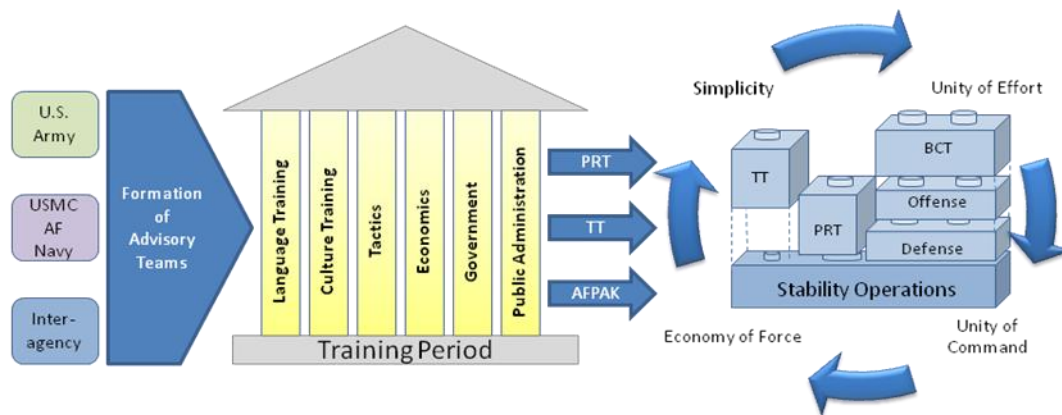 U.S.
Army
USMC
AF
Navy
Inter-
agency
Formation
of
Advisory
Teams
Language Training
Culture Training
Tactics
Economics
Government
Public Administration
Training Period
PRT
TT
AFPAK
Simplicity
Unity of Effort
TT
BCT
Offense
PRT
Defense
Stability Operations
Economy of Force
Unity of
Command